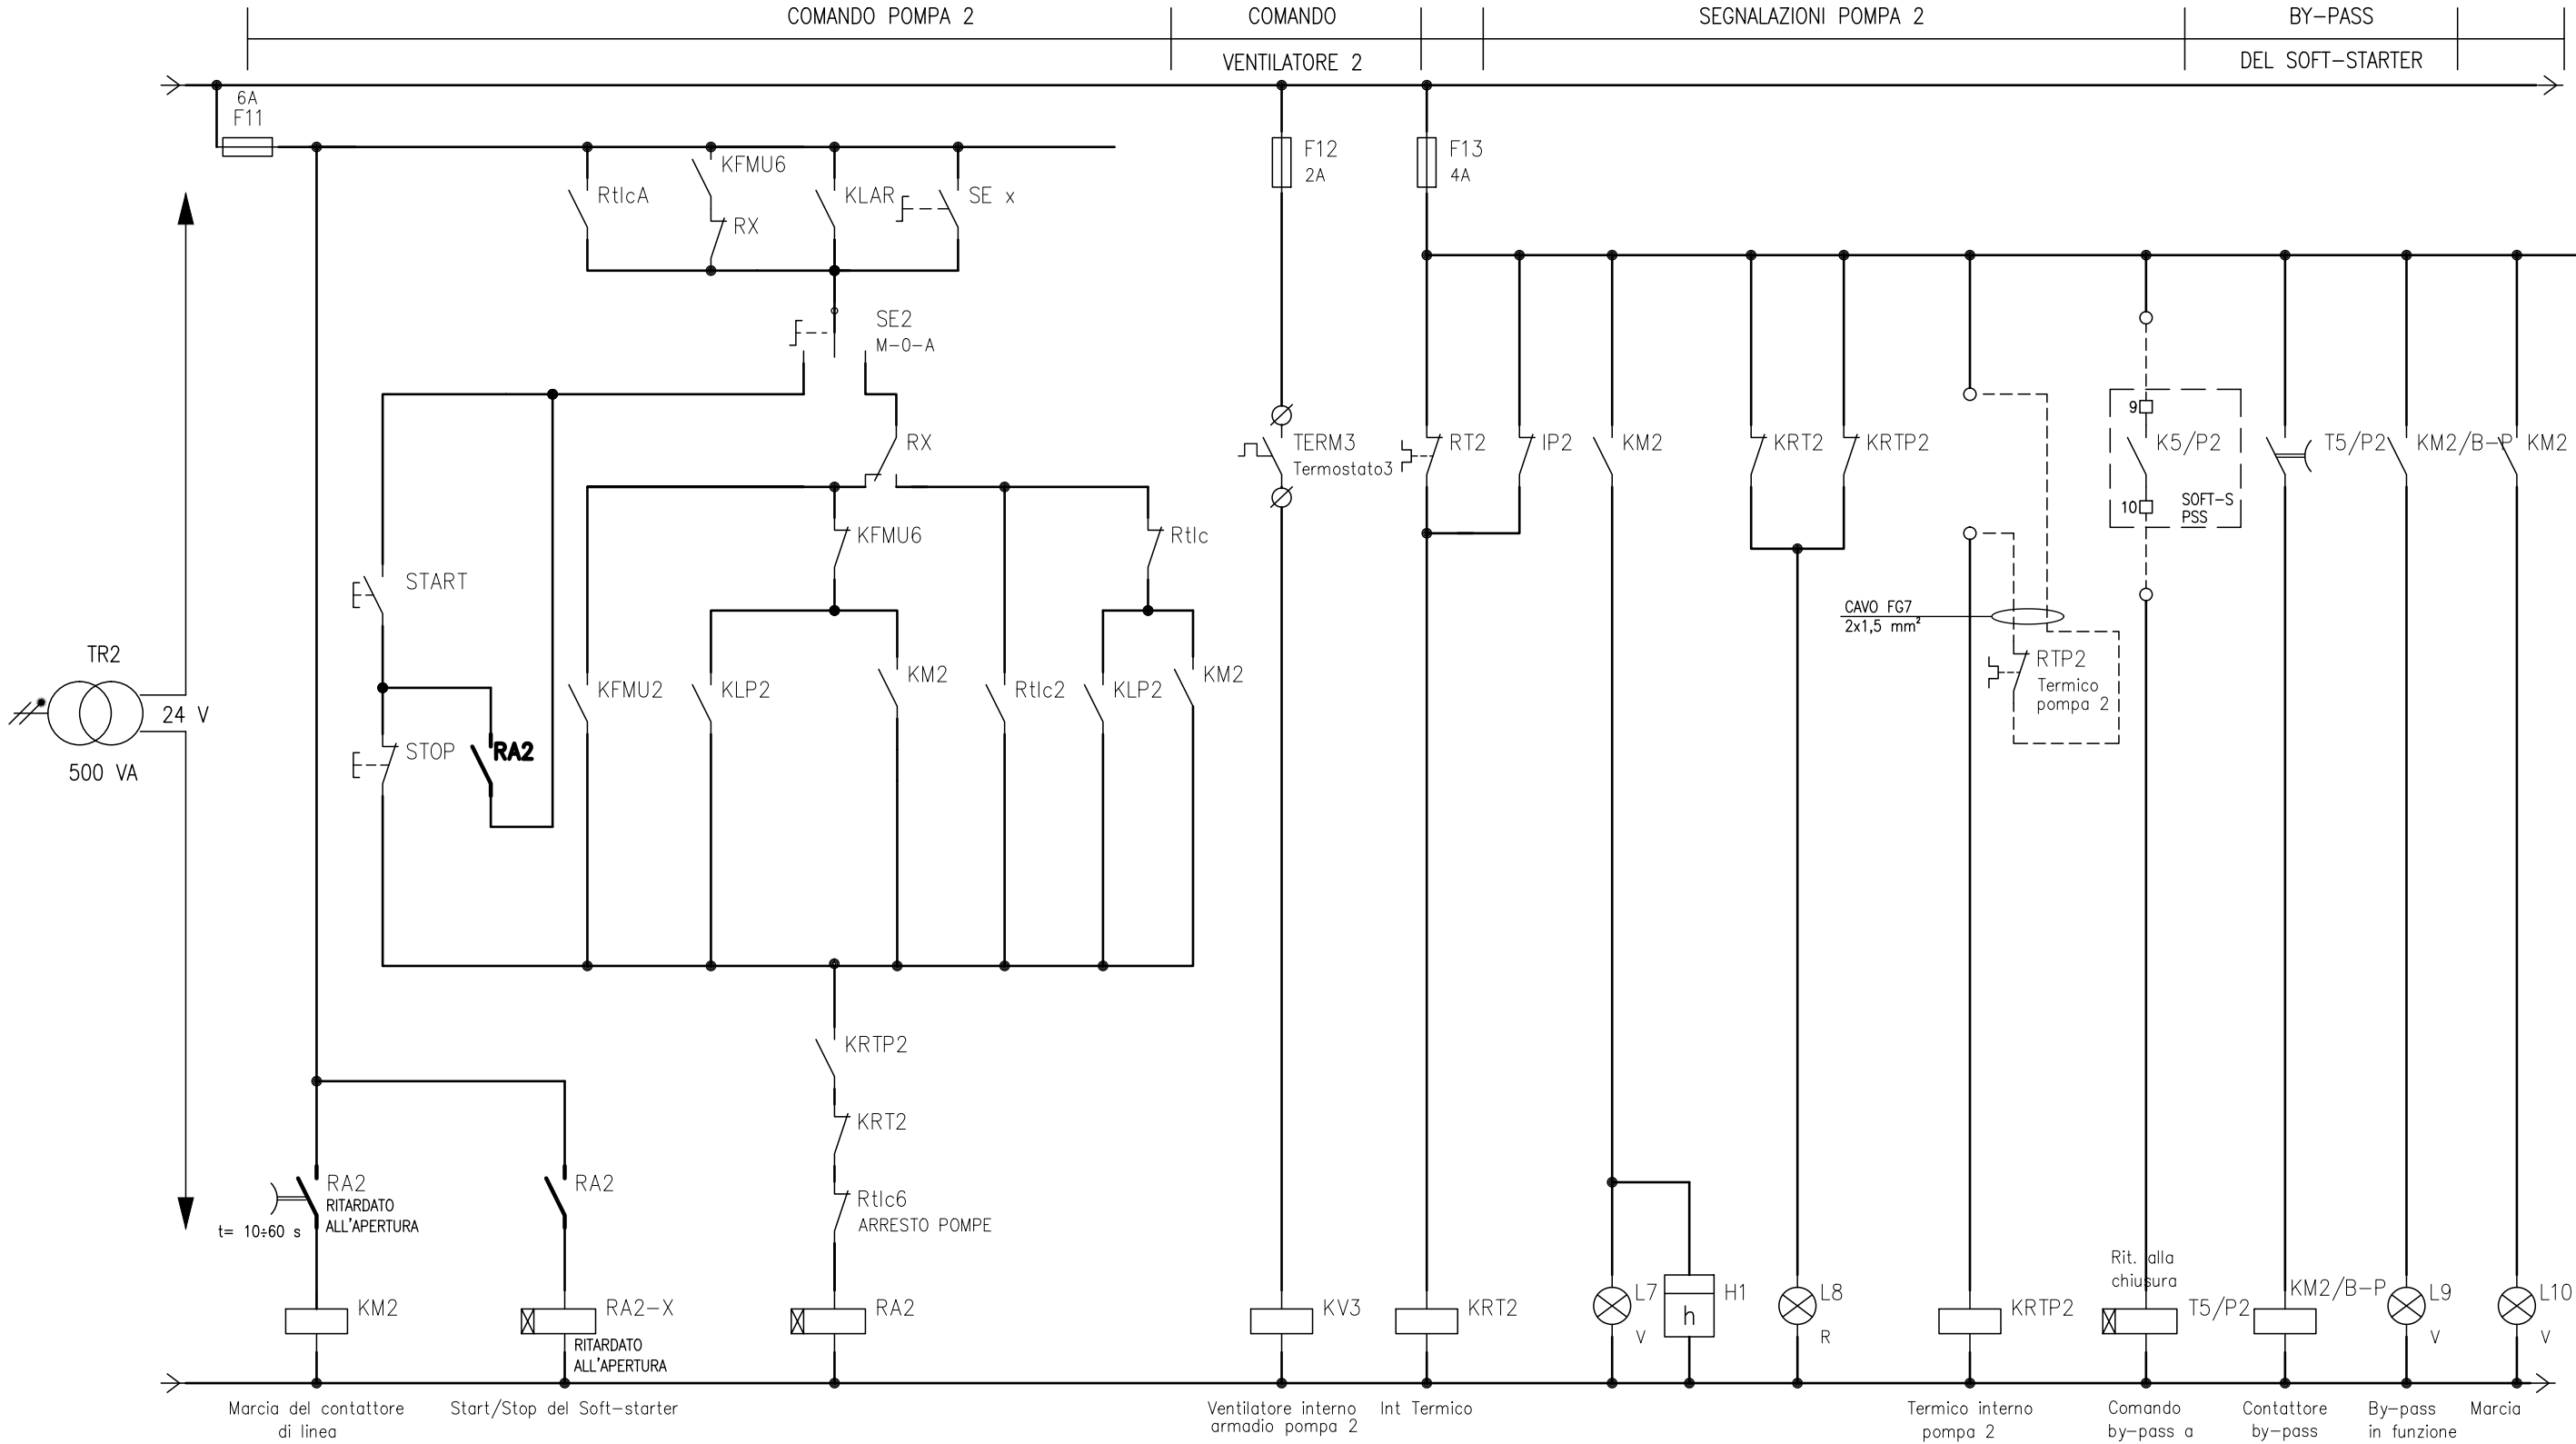 COMANDO POMPA 2
COMANDO
VENTILATORE 2
SEGNALAZIONI POMPA 2
BY-PASS
DEL SOFT-STARTER
6A
F11
RtlcA
KFMU6
RX
KLAR
SE x
F12
2A
F13
4A
SE2
M-0-A
RX
TERM3
Termostato3
RT2
IP2
KM2
KRT2
KRTP2
9
K5/P2
10
SOFT-S
PSS
T5/P2
KM2/B-P
KM2
KFMU6
Rtlc
START
CAVO FG7
2x1,5 mm²
TR2
24 V
500 VA
KFMU2
KLP2
KM2
Rtlc2
KLP2
KM2
RTP2
Termico
pompa 2
STOP
RA2
KRTP2
KRT2
RA2
RITARDATO
ALL'APERTURA
t= 10÷60 s
RA2
Rtlc6
ARRESTO POMPE
Rit. alla
chiusura
KM2
RA2-X
RITARDATO
ALL'APERTURA
RA2
KV3
KRT2
L7
V
H1
h
L8
R
KRTP2
T5/P2
KM2/B-P
L9
V
L10
V
Marcia del contattore
di linea
Start/Stop del Soft-starter
Ventilatore interno
armadio pompa 2
Int Termico
Termico interno
pompa 2
Comando
by-pass a
Contattore
by-pass
By-pass
in funzione
Marcia